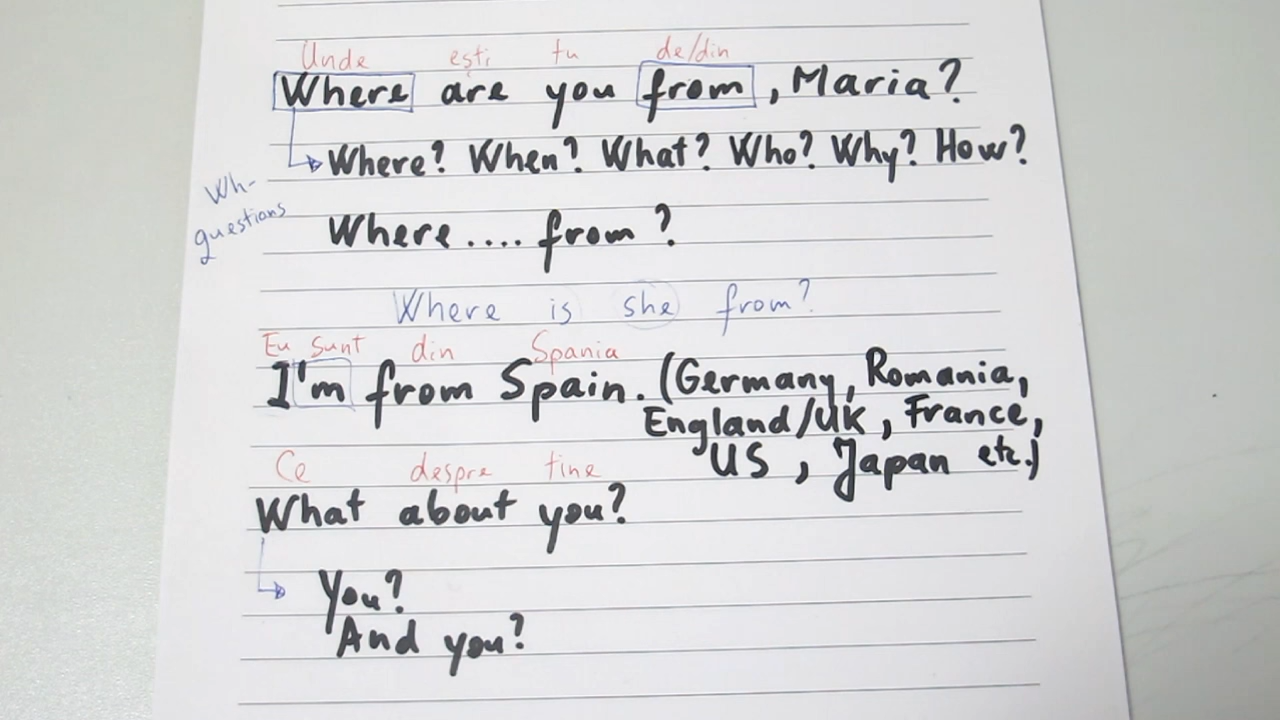 Unde ești tu de/din
Where are you from, Maria?
Where? When? What? Who? Why? How?
Wh-
questions
Where.... from?
Where is she from?
Eu sunt din Spania
I'm from Spain. (Germany, Romania,
England/UK, France,
US, Japan etc.)
Ce despre tine
What about you?
You?
And you?